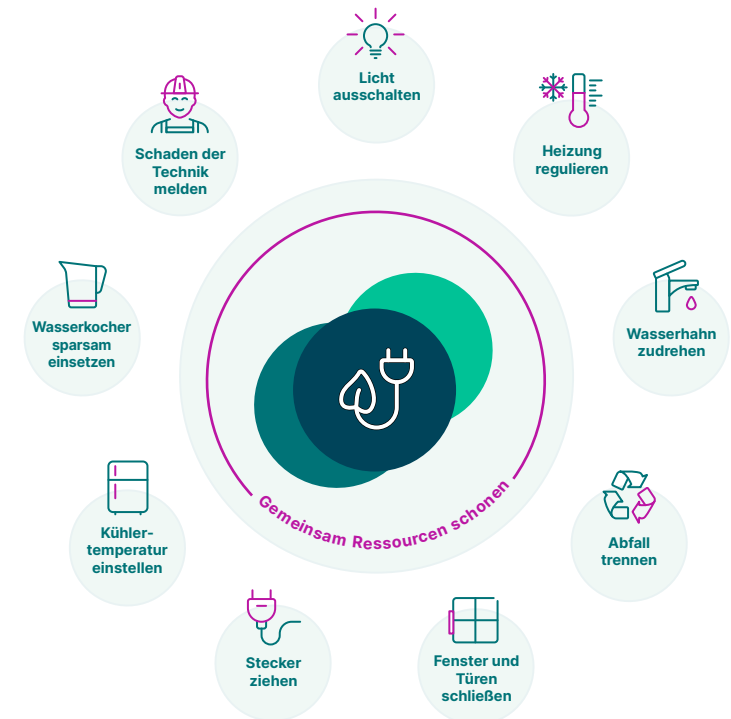 Licht
ausschalten
Heizung
regulieren
Wasserhahn
zudrehen
Abfall
trennen
Fenster und
Türen
schließen
Stecker
ziehen
Kühler-
temperatur
einstellen
Wasserkocher
sparsam
einsetzen
Schaden der
Technik
melden
Gemeinsam Ressourcen schonen